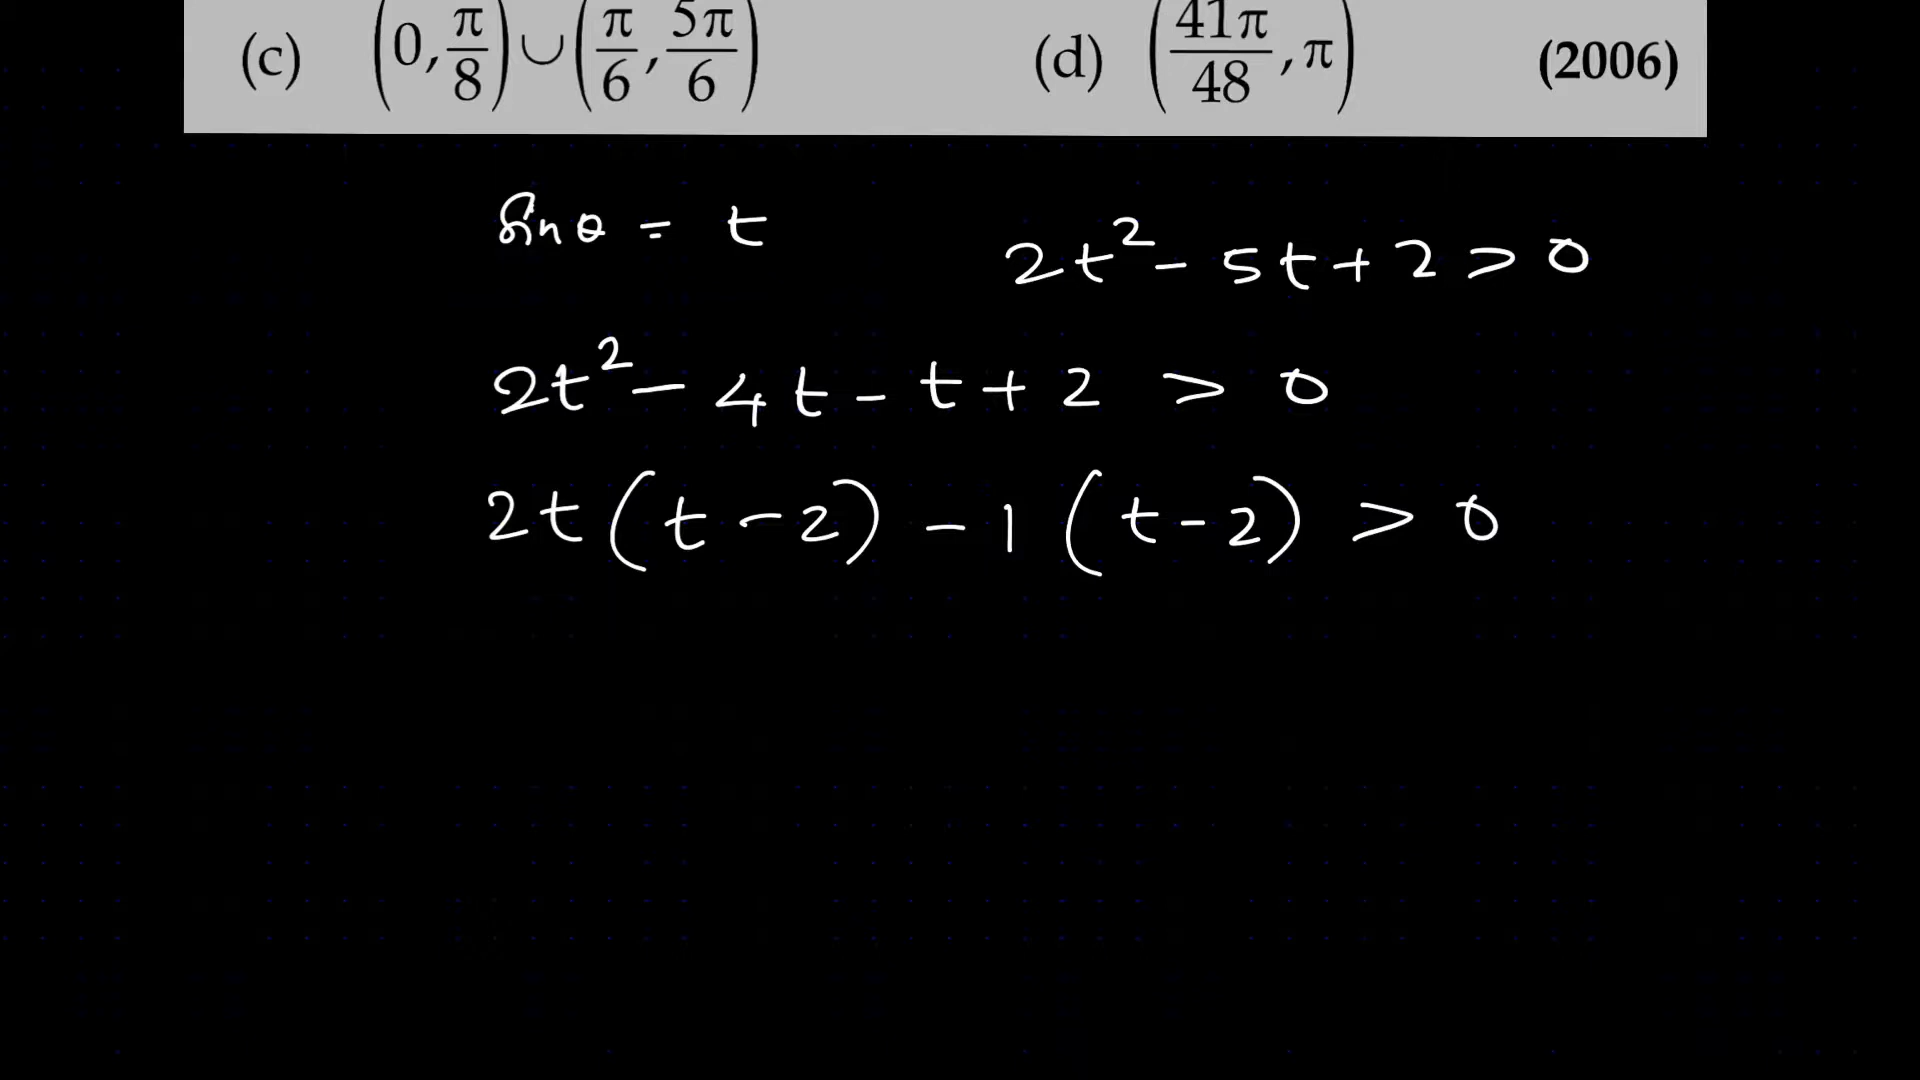 (c) (0, π/8) ∪ (π/6, 5π/6) (d) (41π/48, π) (2006)
Sinθ = t
2t² - 5t + 2 > 0
2t² - 4t - t + 2 > 0
2t (t - 2) - 1 (t - 2) > 0